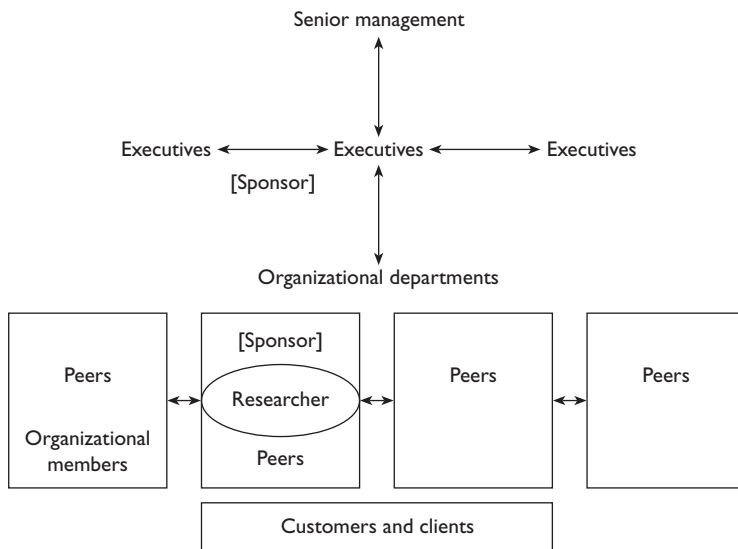 Senior management
Executives Executives Executives
[Sponsor]
Organizational departments
[Sponsor]
Peers Peers Peers
Researcher
Organizational
members
Peers
Customers and clients